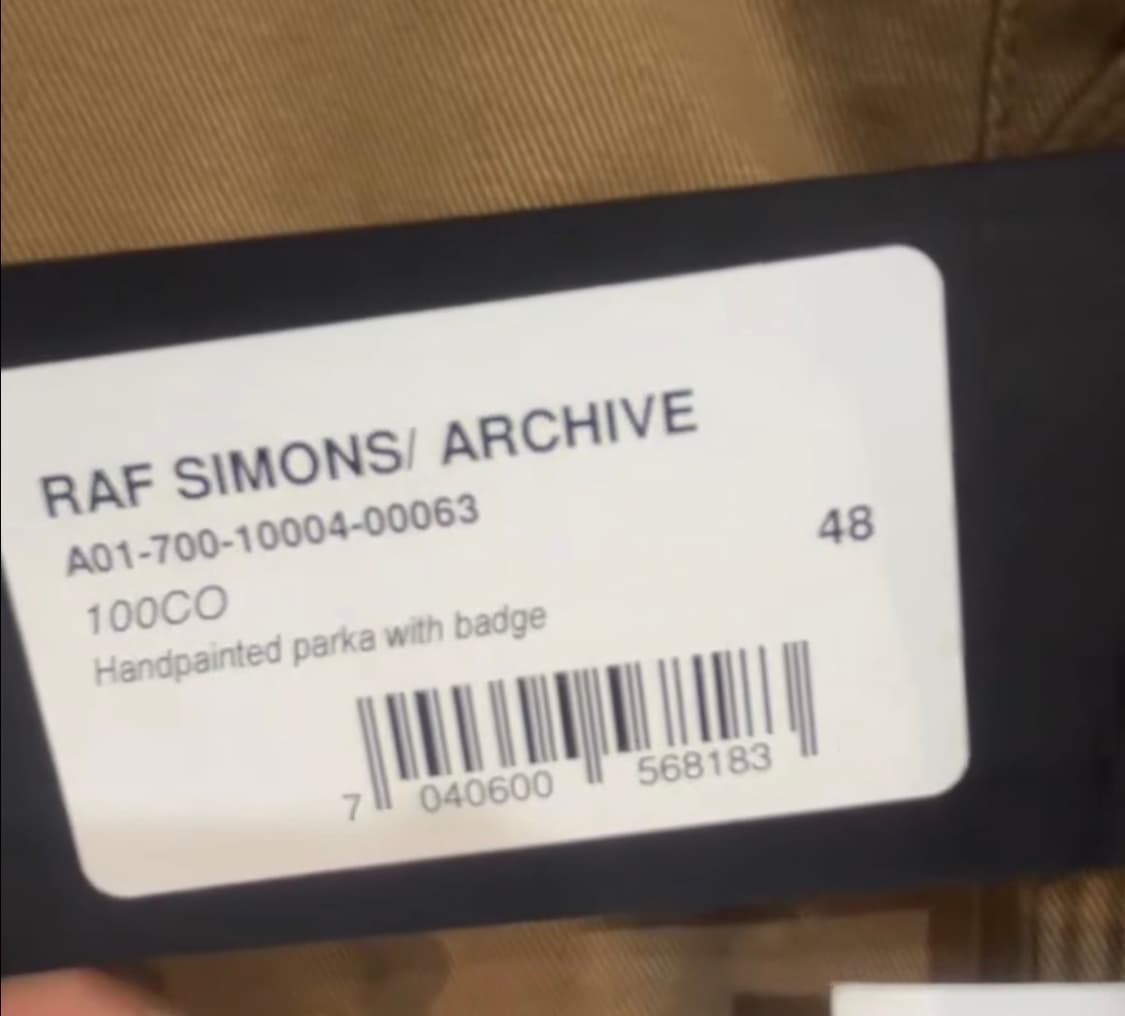 RAF SIMONS/ ARCHIVE
A01-700-10004-00063
48
100CO
Handpainted parka with badge
7 040600 568183